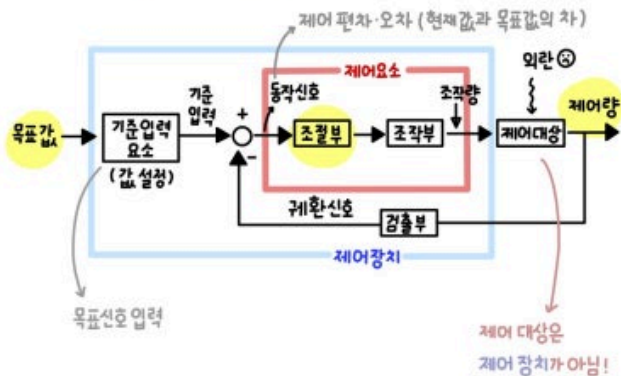 제어 편차·오차 (현재값과 목표값의 차)
외란
제어요소
기준
입력
동작신호
조작량
제어량
목표값
기준입력
요소
(값 설정)
+
−
조절부
조작부
제어대상
궤환신호
검출부
제어장치
목표신호 입력
제어 대상은
제어 장치가 아님!